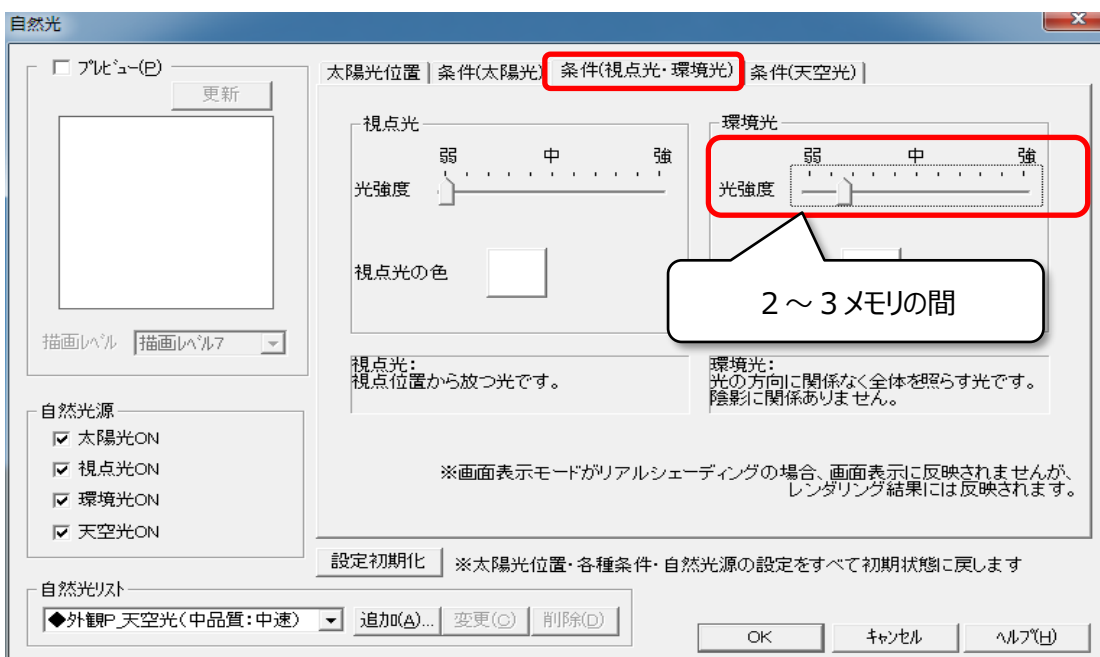 自然光
プレビュー(P)
更新
描画レベル 描画レベル7
自然光源
太陽光ON
視点光ON
環境光ON
天空光ON
自然光リスト
◆外観P_天空光(中品質:中速) 追加(A)... 変更(C) 削除(D)
太陽光位置 条件(太陽光) 条件(視点光・環境光) 条件(天空光)
視点光
弱 中 強
光強度
視点光の色
環境光
弱 中 強
光強度
2～3メモリの間
視点光:
視点位置から放つ光です。
環境光:
光の方向に関係なく全体を照らす光です。
陰影に関係ありません。
※画面表示モードがリアルシェーディングの場合、画面表示に反映されませんが、
レンダリング結果には反映されます。
設定初期化 ※太陽光位置・各種条件・自然光源の設定をすべて初期状態に戻します
OK キャンセル ヘルプ(H)